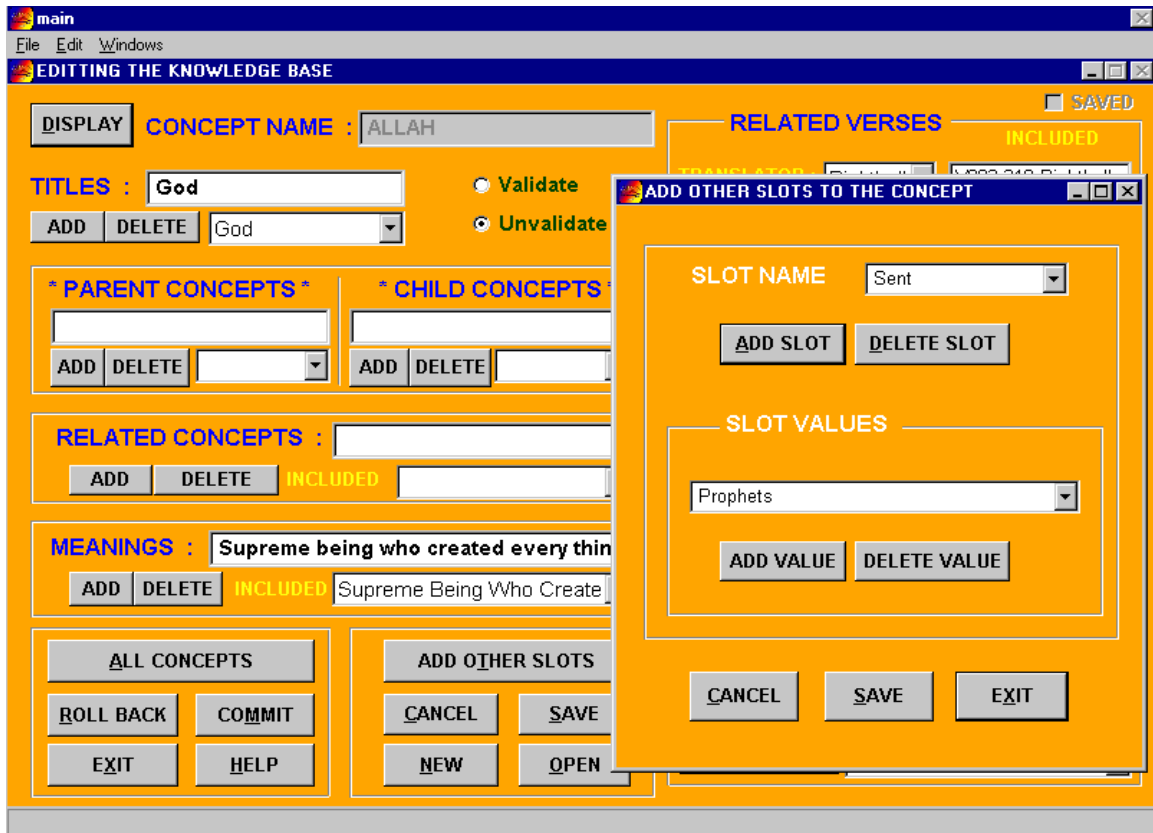 main
File Edit Windows
EDITTING THE KNOWLEDGE BASE
SAVED
DISPLAY CONCEPT NAME : ALLAH
RELATED VERSES
INCLUDED
TITLES : God
Validate
ADD DELETE God
Unvalidate
* PARENT CONCEPTS *
* CHILD CONCEPTS *
ADD DELETE
ADD DELETE
RELATED CONCEPTS :
ADD DELETE INCLUDED
MEANINGS : Supreme being who created every thin
ADD DELETE INCLUDED Supreme Being Who Create
ALL CONCEPTS
ROLL BACK COMMIT
EXIT HELP
ADD OTHER SLOTS
CANCEL SAVE
NEW OPEN
ADD OTHER SLOTS TO THE CONCEPT
SLOT NAME Sent
ADD SLOT DELETE SLOT
SLOT VALUES
Prophets
ADD VALUE DELETE VALUE
CANCEL SAVE EXIT